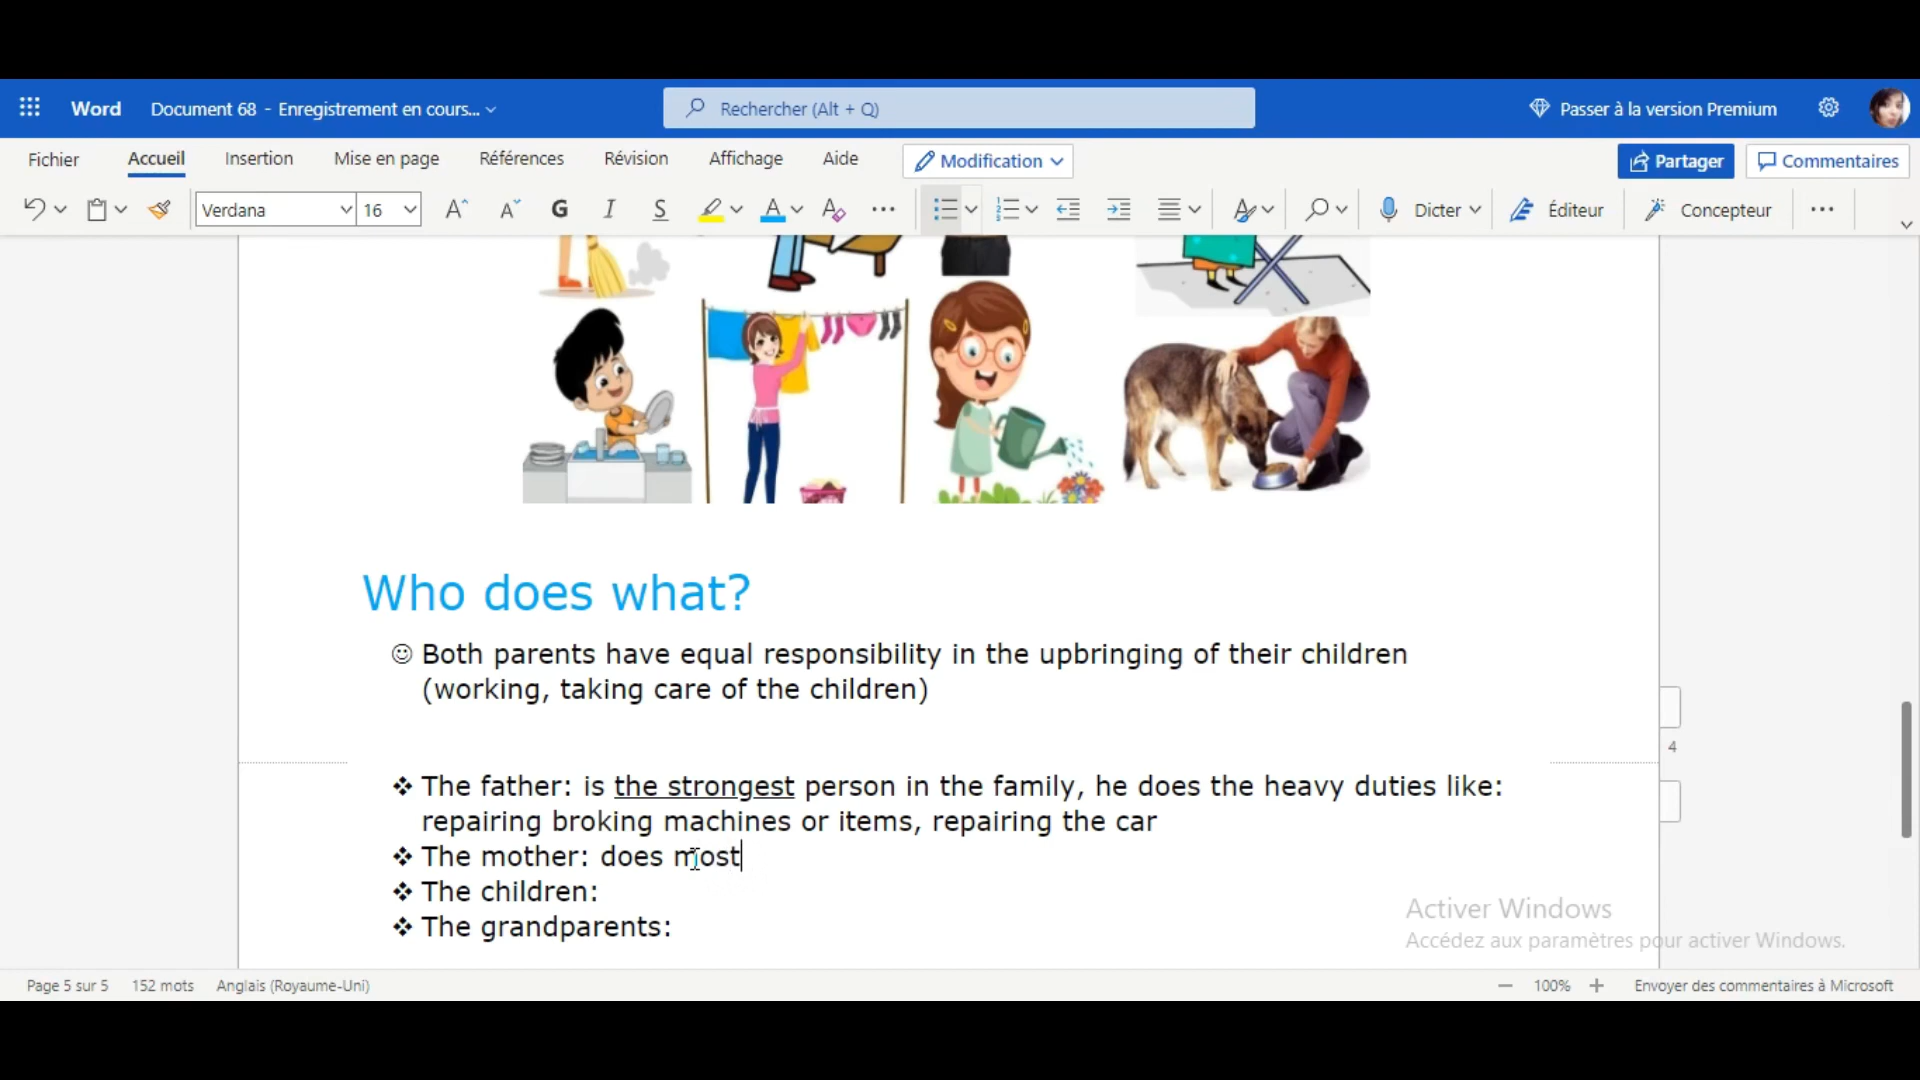 Word Document 68 - Enregistrement en cours... Rechercher (Alt + Q) Passer à la version Premium
Fichier Accueil Insertion Mise en page Références Révision Affichage Aide Modification Partager Commentaires
Verdana 16 A A G I S A A Dicter Éditeur Concepteur
Who does what?
Both parents have equal responsibility in the upbringing of their children
(working, taking care of the children)
4
The father: is the strongest person in the family, he does the heavy duties like:
repairing broking machines or items, repairing the car
The mother: does most
The children:
The grandparents:
Activer Windows
Accédez aux paramètres pour activer Windows.
Page 5 sur 5 152 mots Anglais (Royaume-Uni) 100% Envoyer des commentaires à Microsoft